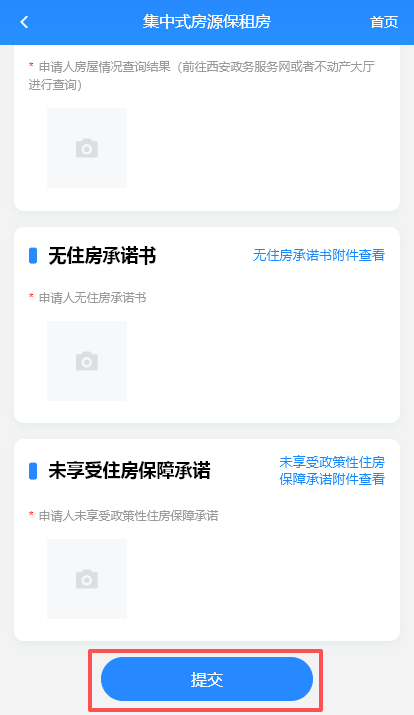 集中式房源保租房
首页
* 申请人房屋情况查询结果（前往西安政务服务网或者不动产大厅
进行查询）
无住房承诺书
无住房承诺书附件查看
* 申请人无住房承诺书
未享受住房保障承诺
未享受政策性住房
保障承诺附件查看
* 申请人未享受政策性住房保障承诺
提交